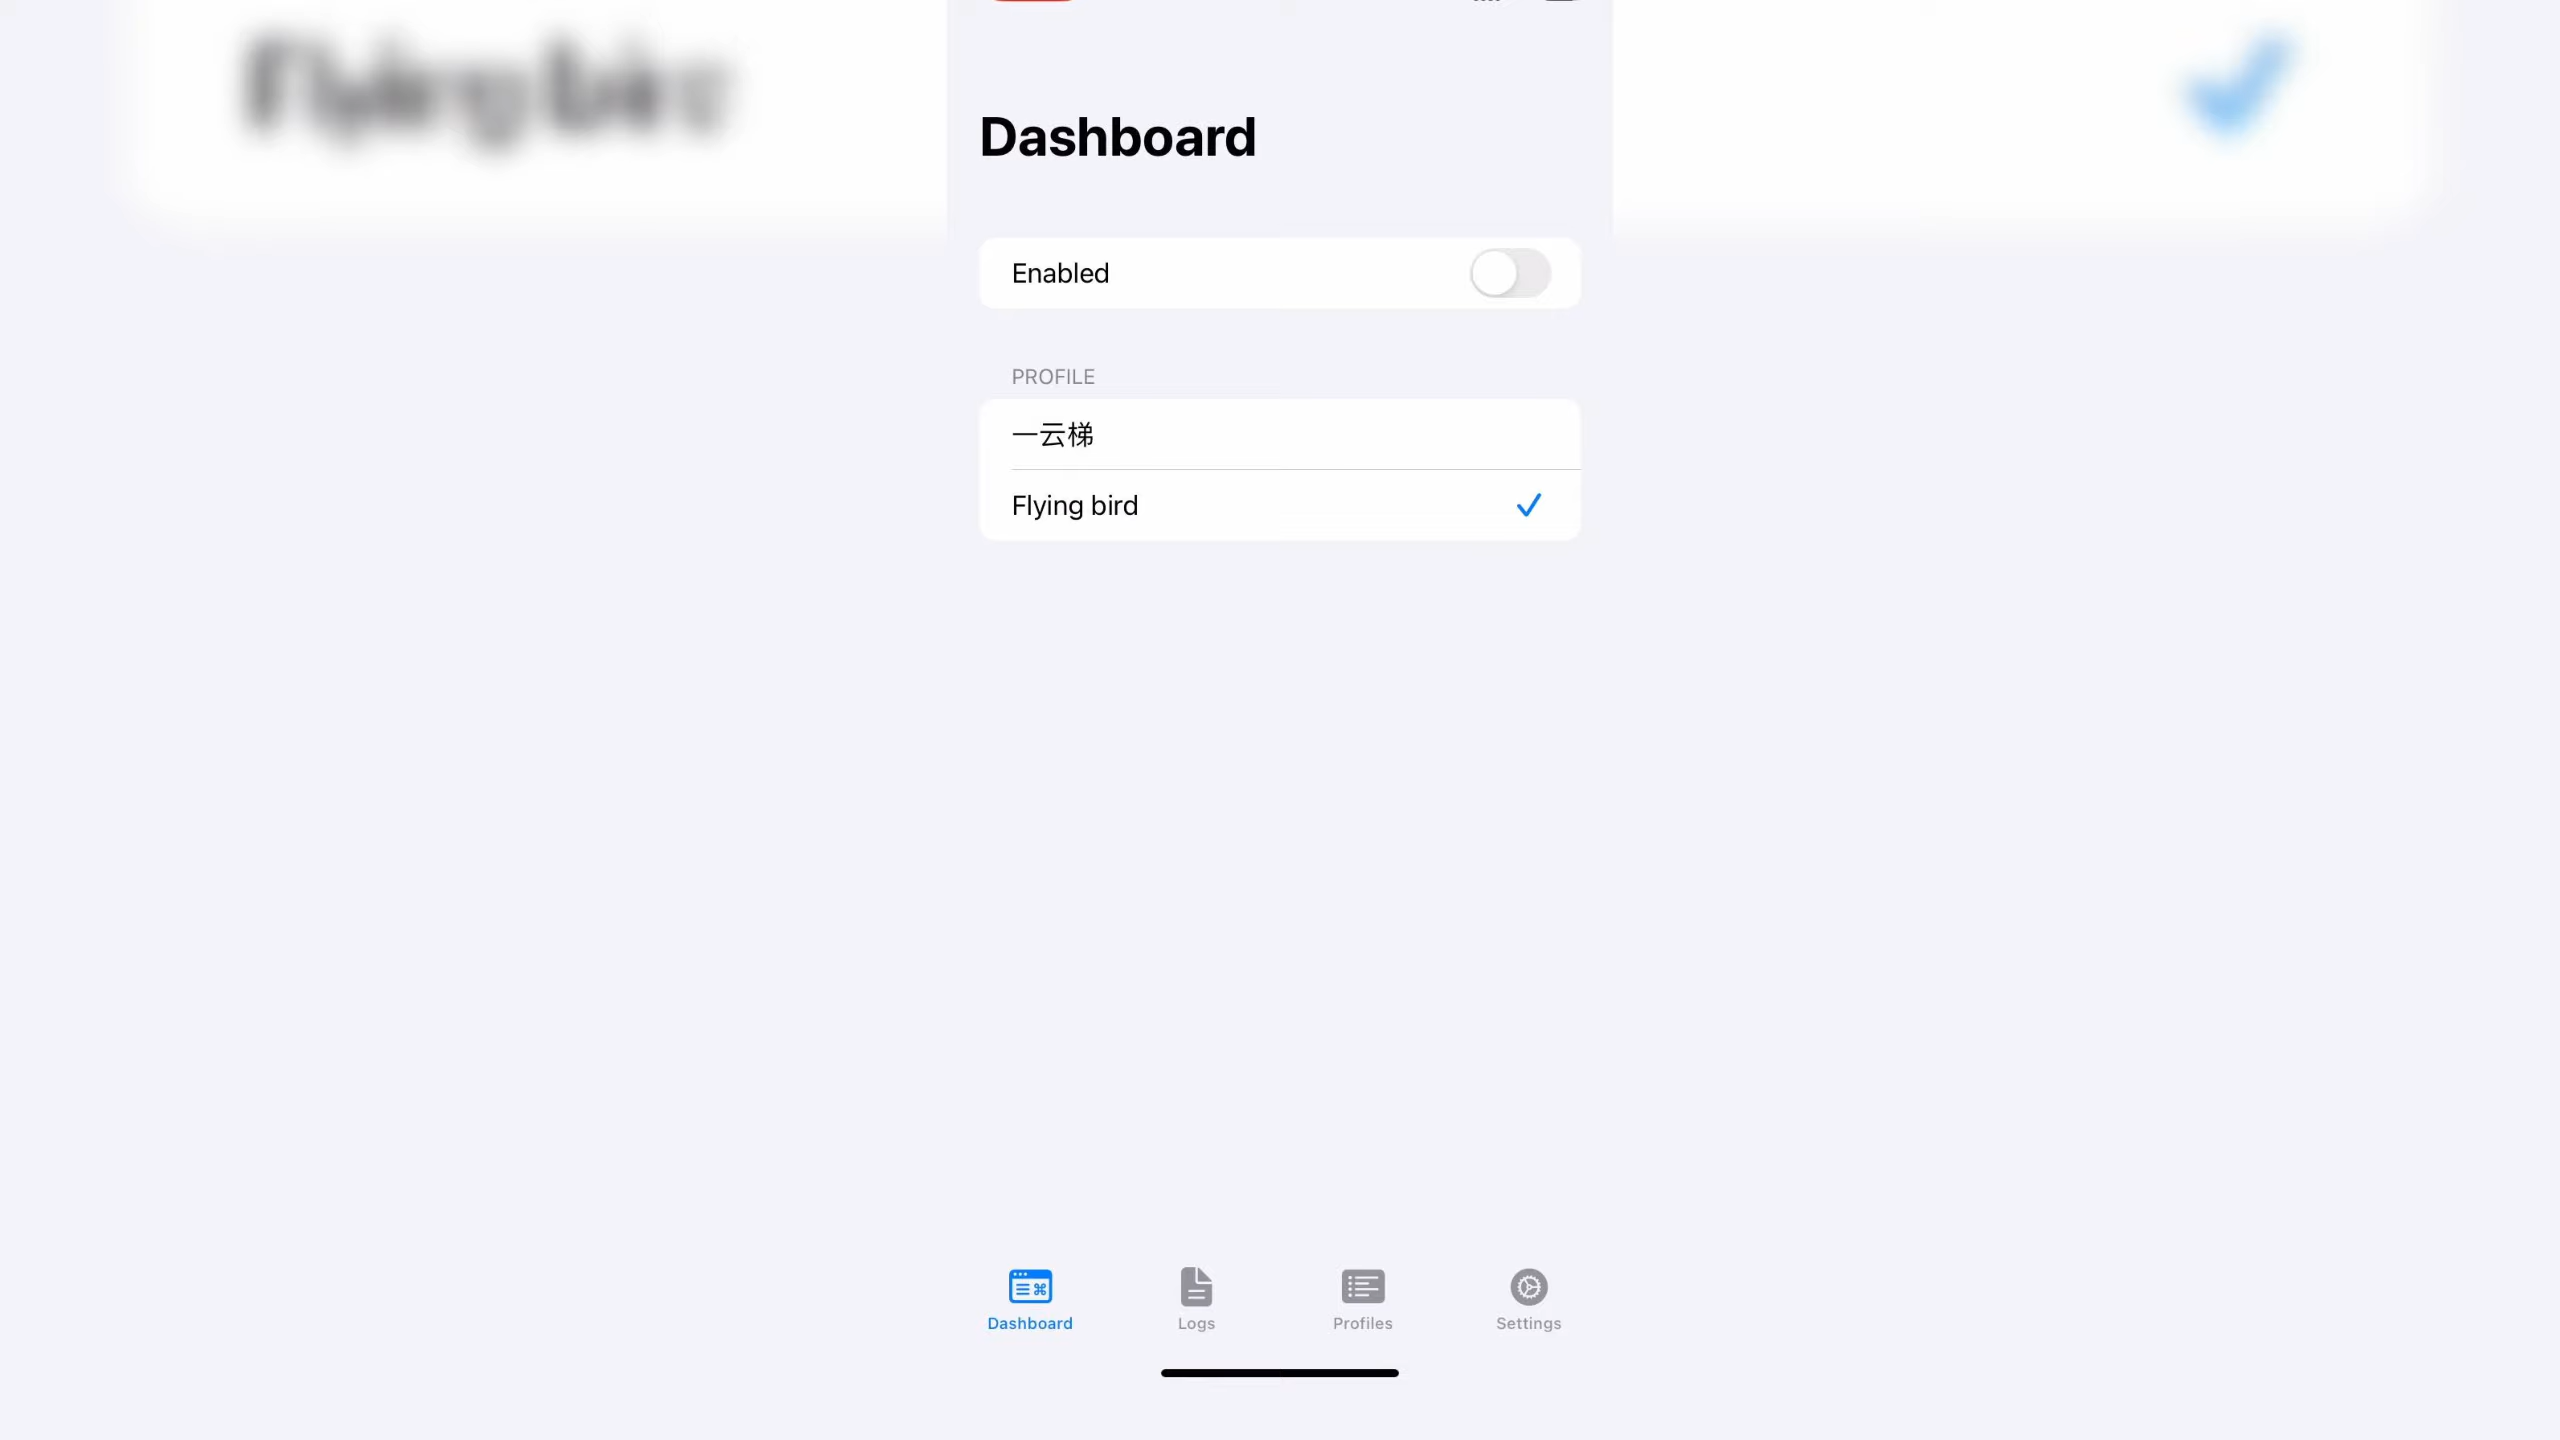 Dashboard
Enabled
PROFILE
一云梯
Flying bird
Dashboard
Logs
Profiles
Settings